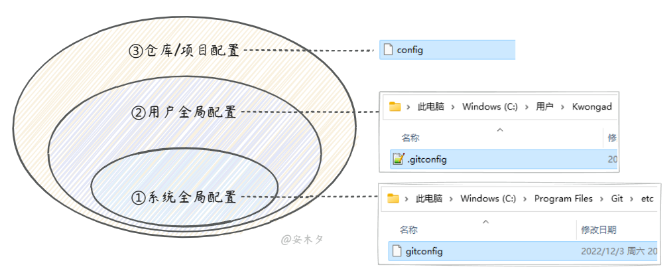 ③仓库/项目配置
config
②用户全局配置
此电脑 > Windows (C:) > 用户 > Kwongad
名称 修
.gitconfig 20
①系统全局配置
此电脑 > Windows (C:) > Program Files > Git > etc
名称 修改日期
gitconfig 2022/12/3 周六 20
@安木夕